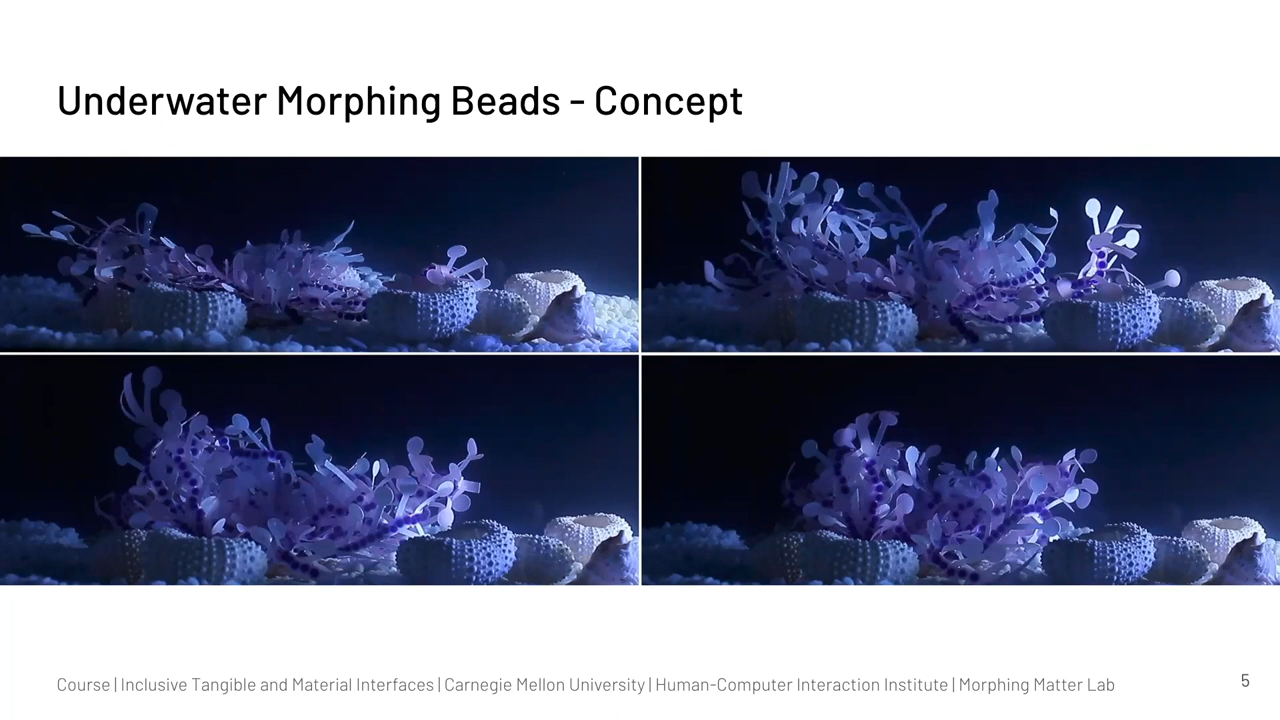 Underwater Morphing Beads - Concept
Course | Inclusive Tangible and Material Interfaces | Carnegie Mellon University | Human-Computer Interaction Institute | Morphing Matter Lab
5